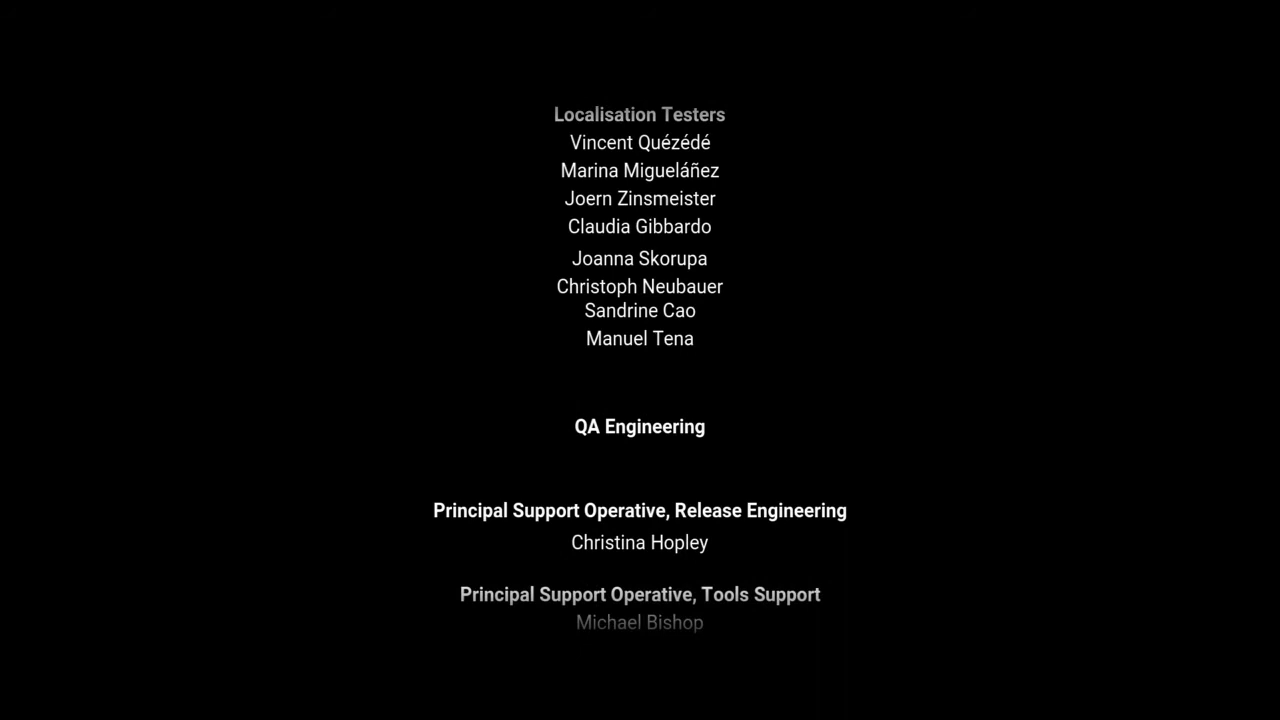 Localisation Testers
Vincent Quézédé
Marina Migueláñez
Joern Zinsmeister
Claudia Gibbardo
Joanna Skorupa
Christoph Neubauer
Sandrine Cao
Manuel Tena
QA Engineering
Principal Support Operative, Release Engineering
Christina Hopley
Principal Support Operative, Tools Support
Michael Bishop